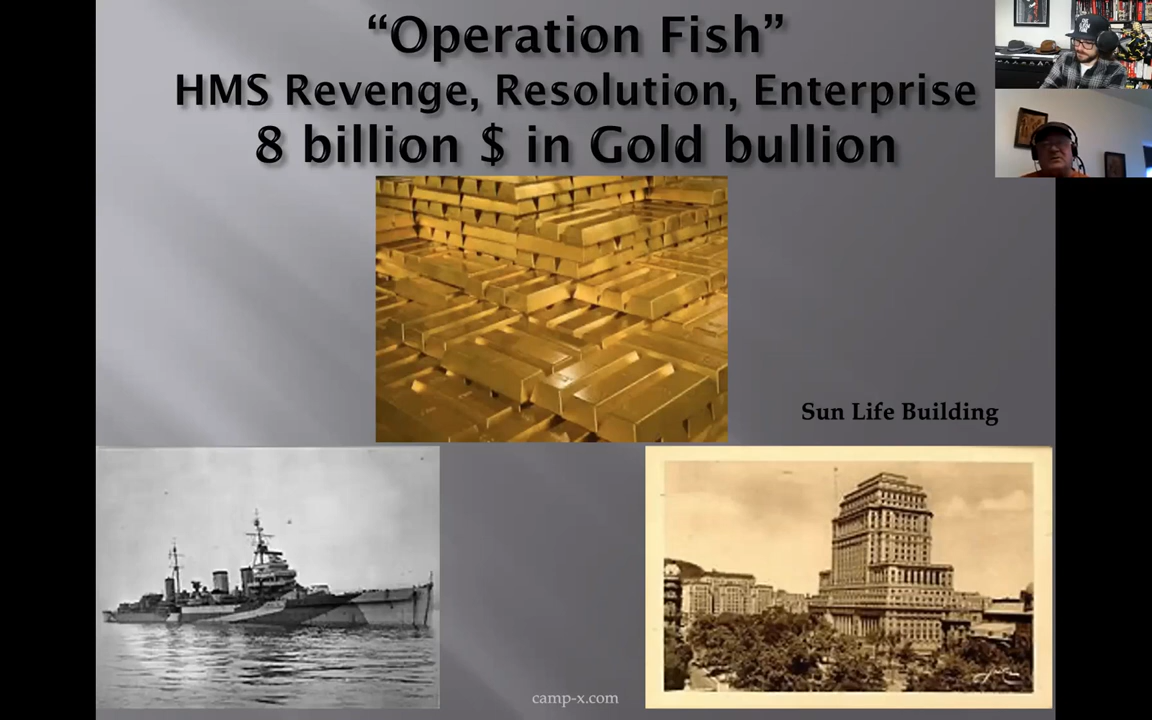 “Operation Fish”
HMS Revenge, Resolution, Enterprise
8 billion $ in Gold bullion
Sun Life Building
camp-x.com